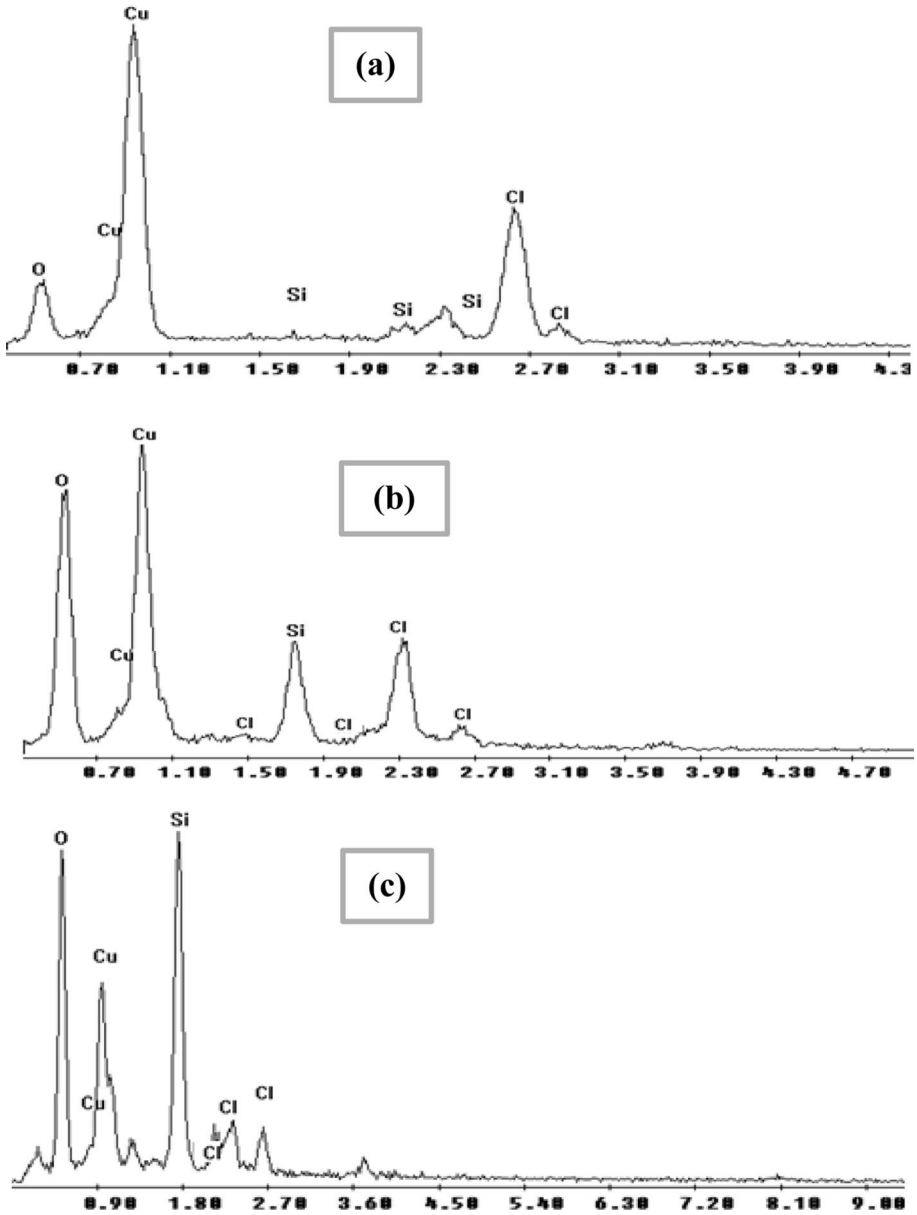 Cu
(a)
Cu
O
Si
Si
Si
Cl
Cl
0.70 1.10 1.50 1.90 2.30 2.70 3.10 3.50 3.90 4.3
Cu
O
(b)
Cu
Si
Cl
Cl
Cl
Cl
0.70 1.10 1.50 1.90 2.30 2.70 3.10 3.50 3.90 4.30 4.70
Si
O
(c)
Cu
Cu
Cl
Cl
Cl
0.90 1.80 2.70 3.60 4.50 5.40 6.30 7.20 8.10 9.00